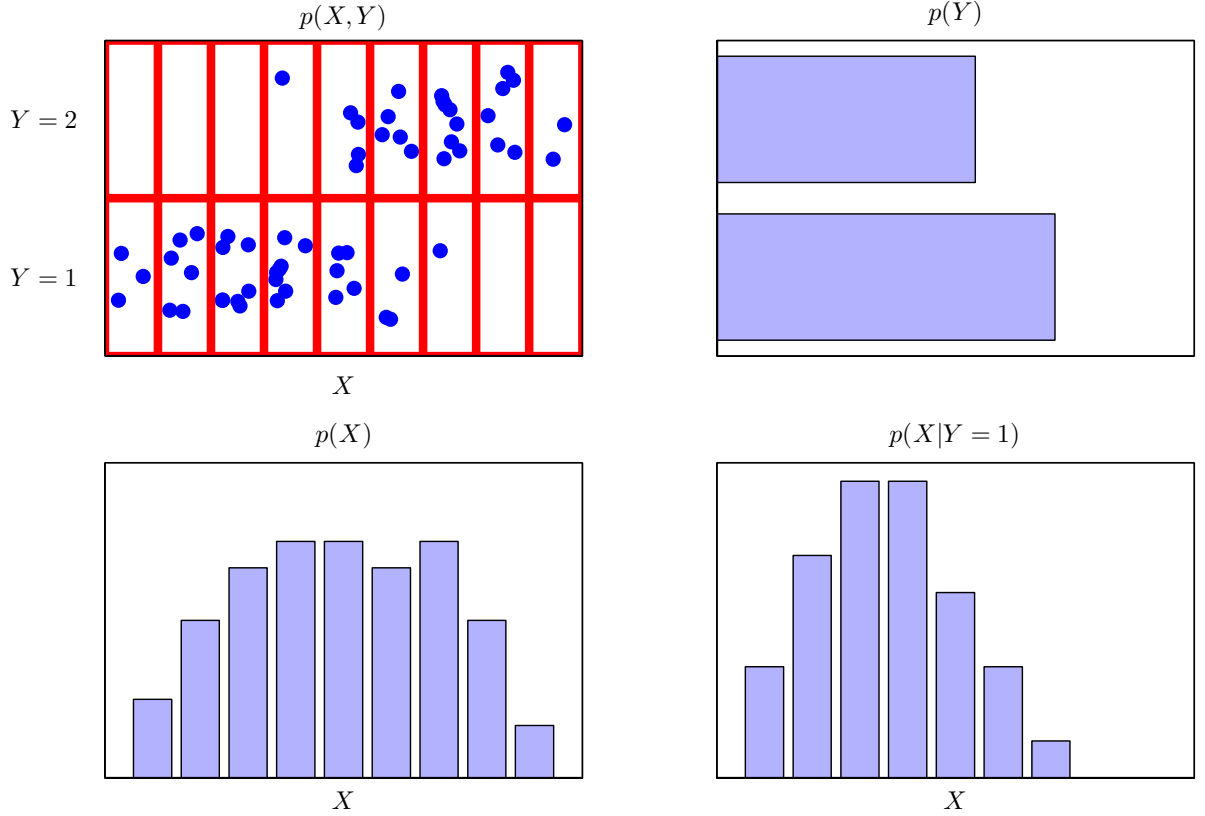 p(X, Y)
p(Y)
Y = 2
Y = 1
X
p(X)
p(X|Y = 1)
X
X